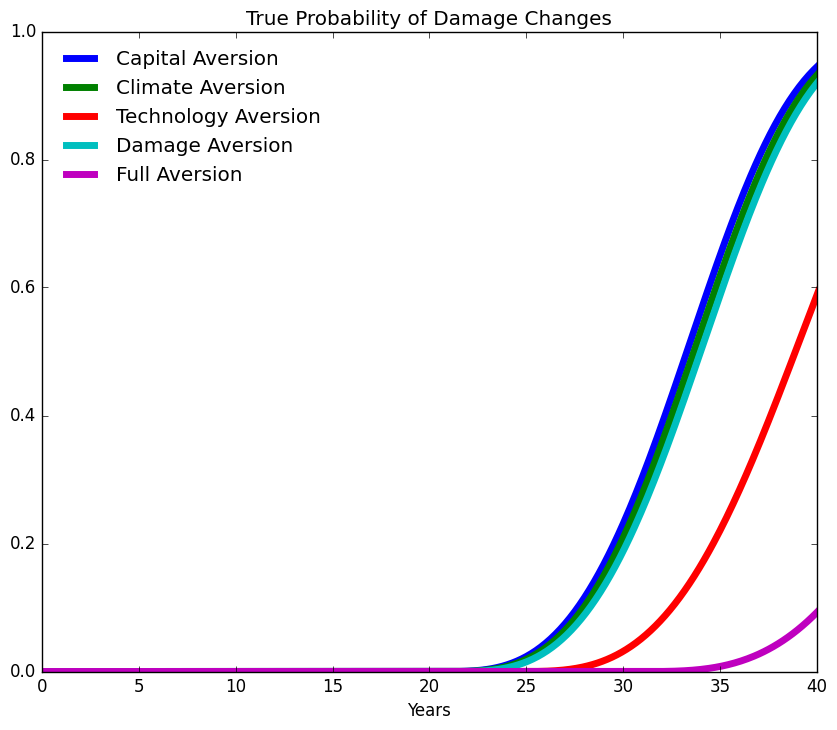 True Probability of Damage Changes
1.0
Capital Aversion
Climate Aversion
Technology Aversion
Damage Aversion
Full Aversion
0.8
0.6
0.4
0.2
0.0
0 5 10 15 20 25 30 35 40
Years